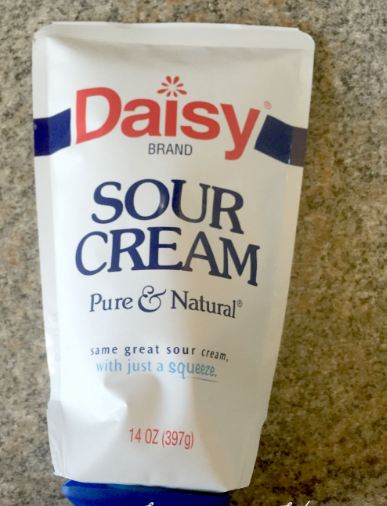 Daisy®
BRAND
SOUR
CREAM
Pure & Natural®
same great sour cream,
with just a squeeze.
14 OZ (397g)